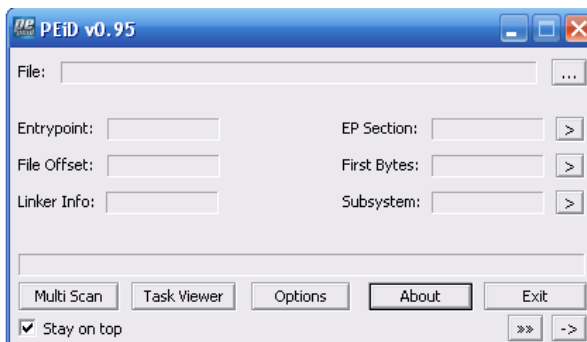 PEiD v0.95
File: ...
Entrypoint: EP Section: >
File Offset: First Bytes: >
Linker Info: Subsystem: >
Multi Scan Task Viewer Options About Exit
Stay on top >> ->